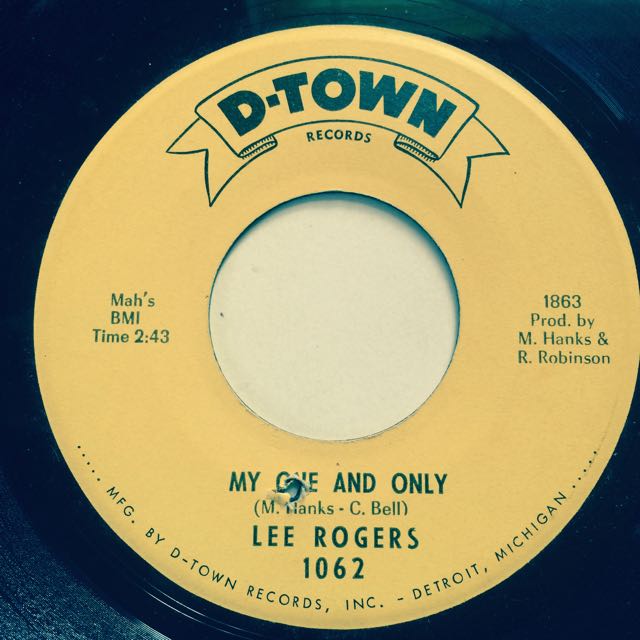 D-TOWN
RECORDS
Mah's
BMI
Time 2:43
1863
Prod. by
M. Hanks &
R. Robinson
MY ONE AND ONLY
(M. Hanks - C. Bell)
LEE ROGERS
1062
..... MFG. BY D-TOWN RECORDS, INC. - DETROIT, MICHIGAN .....